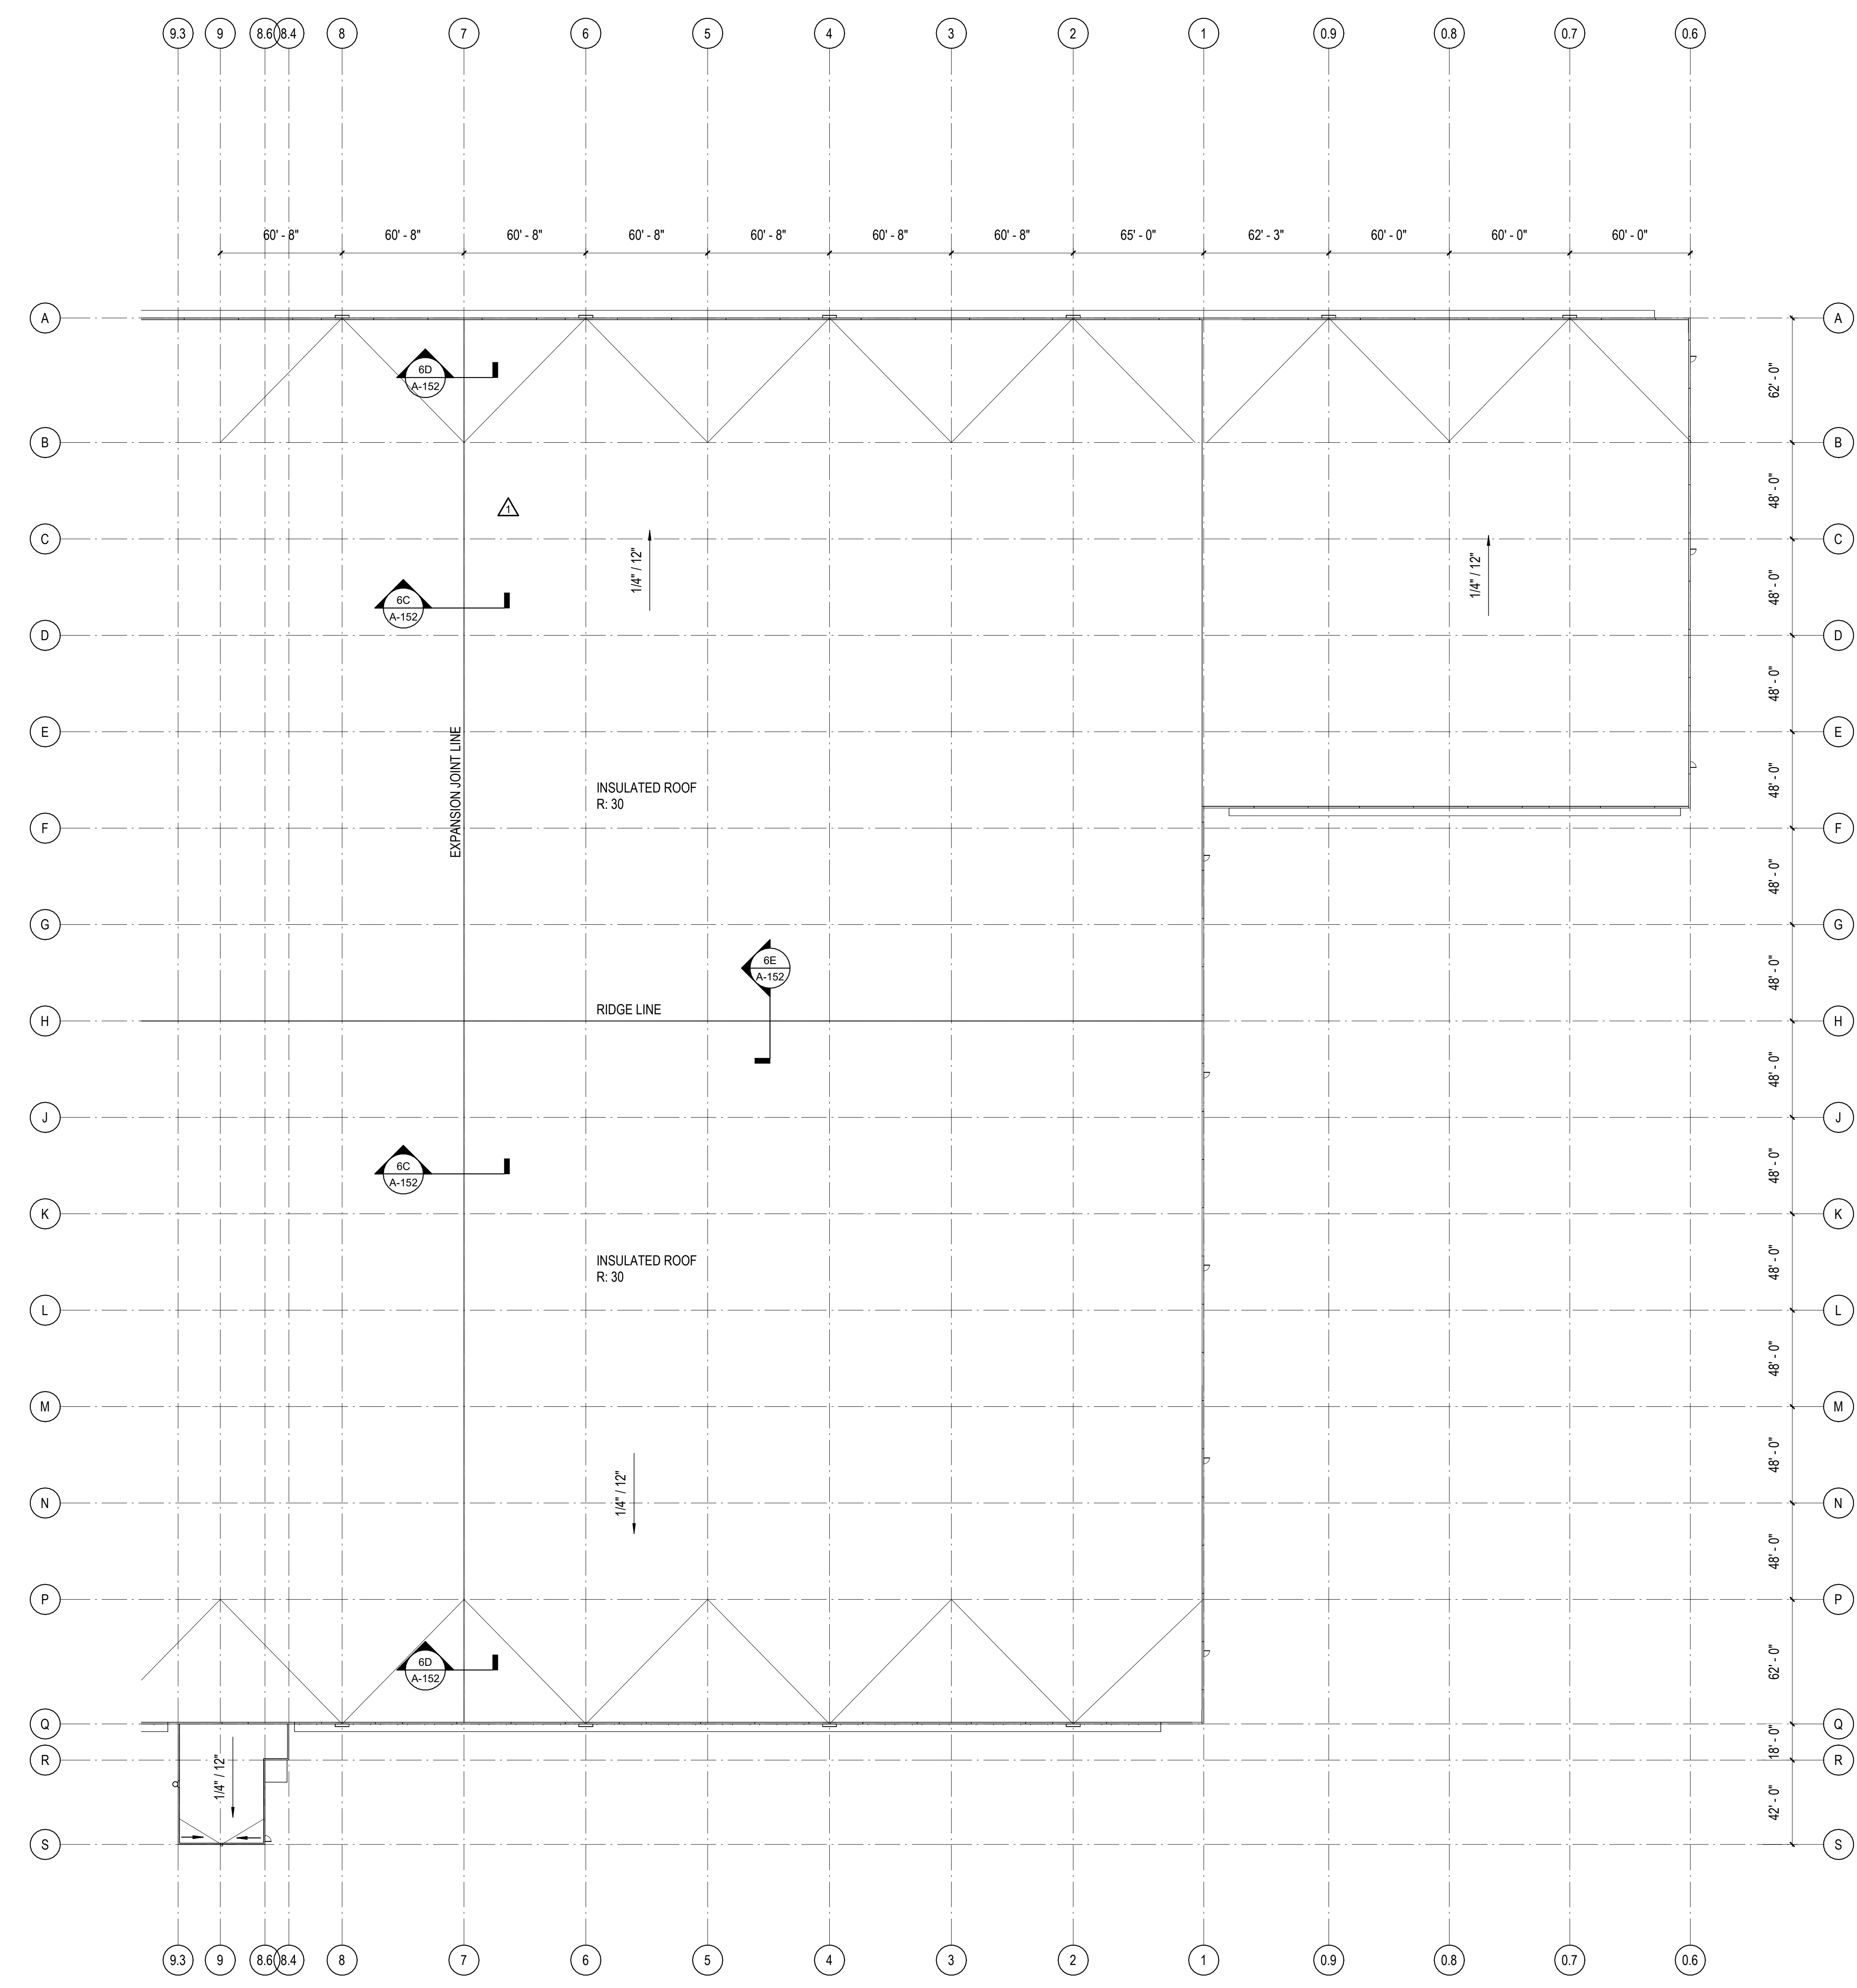 9.3 9 8.6 8.4 8 7 6 5 4 3 2 1 0.9 0.8 0.7 0.6
60' - 8" 60' - 8" 60' - 8" 60' - 8" 60' - 8" 60' - 8" 60' - 8" 65' - 0" 62' - 3" 60' - 0" 60' - 0" 60' - 0"
A A
6D
A-152
62' - 0"
B B
48' - 0"
1
C C
1/4" / 12" 1/4" / 12"
48' - 0"
6C
A-152
D D
48' - 0"
E E
EXPANSION JOINT LINE
48' - 0"
INSULATED ROOF
R: 30
F F
48' - 0"
G G
6E
A-152
48' - 0"
RIDGE LINE
H H
48' - 0"
J J
6C
A-152
48' - 0"
K K
48' - 0"
INSULATED ROOF
R: 30
L L
48' - 0"
M M
48' - 0"
1/4" / 12"
N N
48' - 0"
P P
6D
A-152
62' - 0"
Q Q
18' - 0"
R R
1/4" / 12"
42' - 0"
S S
9.3 9 8.6 8.4 8 7 6 5 4 3 2 1 0.9 0.8 0.7 0.6